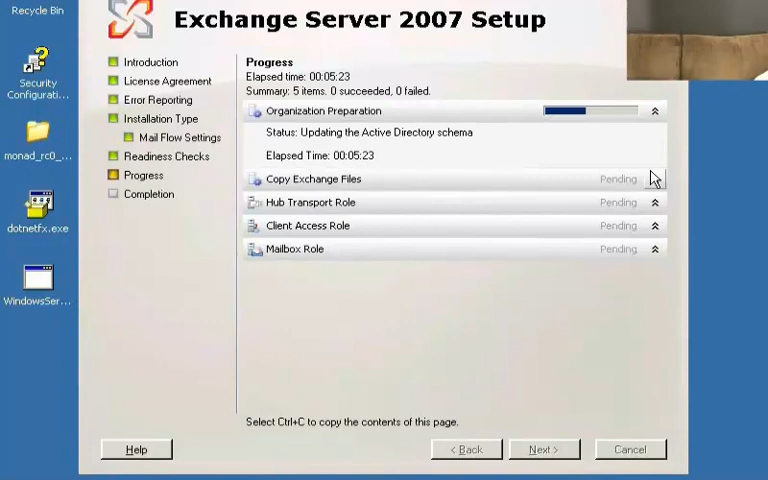 Recycle Bin
Security
Configurati...
monad_rc0_...
dotnetfx.exe
WindowsSer...
Exchange Server 2007 Setup
Introduction
License Agreement
Error Reporting
Installation Type
Mail Flow Settings
Readiness Checks
Progress
Completion
Progress
Elapsed time: 00:05:23
Summary: 5 items. 0 succeeded, 0 failed.
Organization Preparation
Status: Updating the Active Directory schema
Elapsed Time: 00:05:23
Copy Exchange Files Pending
Hub Transport Role Pending
Client Access Role Pending
Mailbox Role Pending
Select Ctrl+C to copy the contents of this page.
Help
< Back
Next >
Cancel